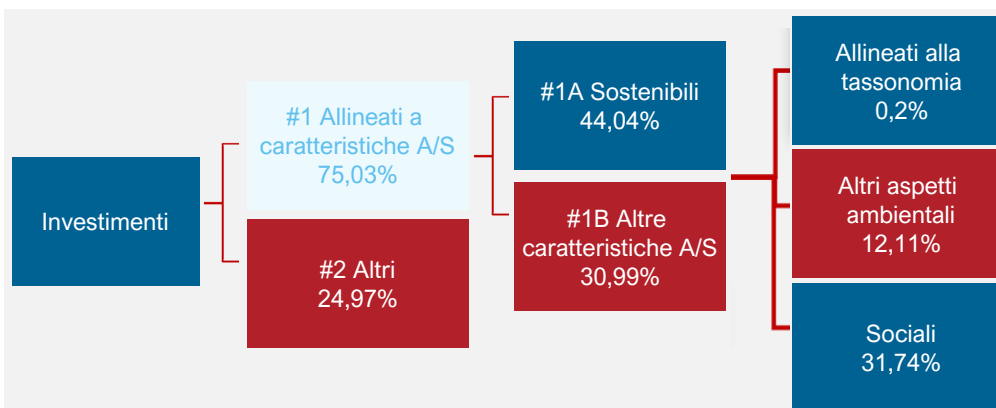 Investimenti
#1 Allineati a
caratteristiche A/S
75,03%
#2 Altri
24,97%
#1A Sostenibili
44,04%
#1B Altre
caratteristiche A/S
30,99%
Allineati alla
tassonomia
0,2%
Altri aspetti
ambientali
12,11%
Sociali
31,74%